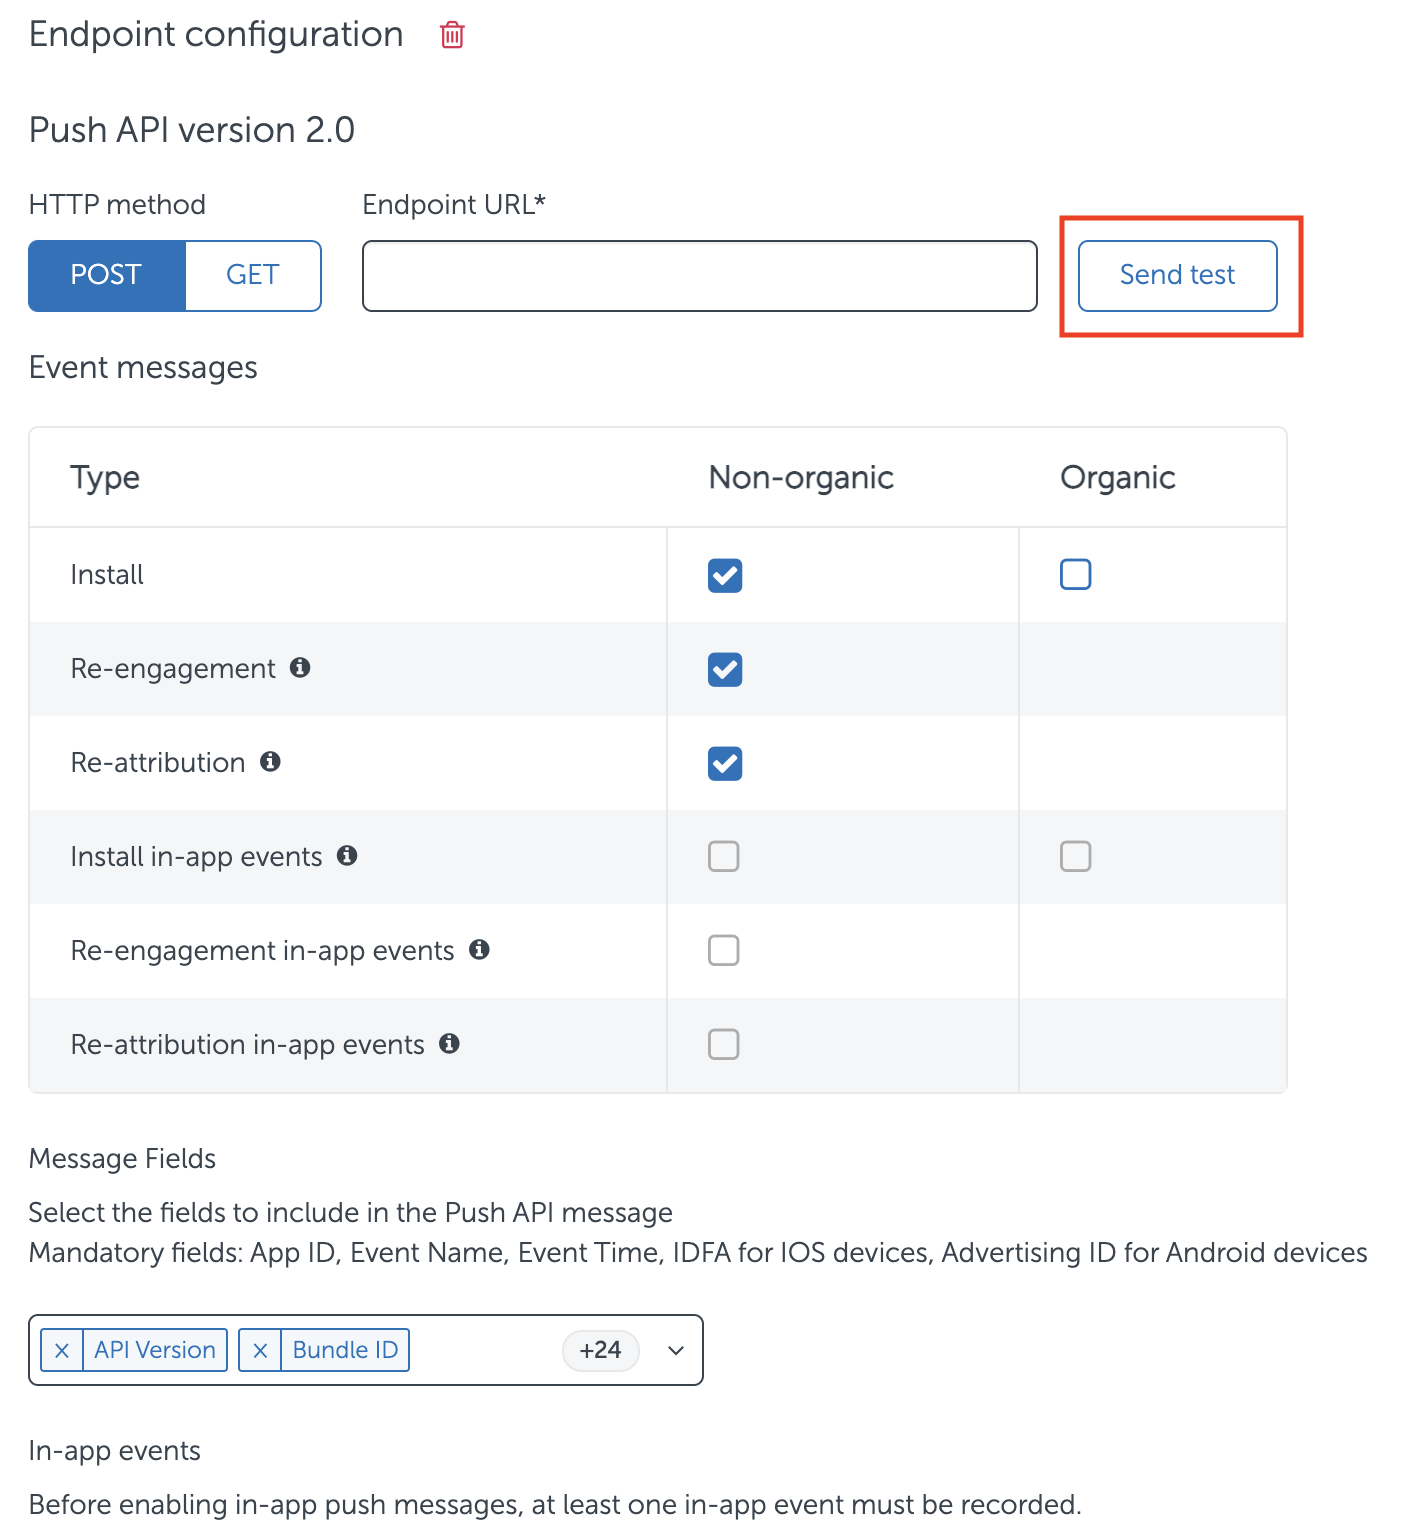 Endpoint configuration
Push API version 2.0
HTTP method Endpoint URL*
POST GET Send test
Event messages
Type Non-organic Organic
Install
Re-engagement
Re-attribution
Install in-app events
Re-engagement in-app events
Re-attribution in-app events
Message Fields
Select the fields to include in the Push API message
Mandatory fields: App ID, Event Name, Event Time, IDFA for IOS devices, Advertising ID for Android devices
API Version Bundle ID +24
In-app events
Before enabling in-app push messages, at least one in-app event must be recorded.